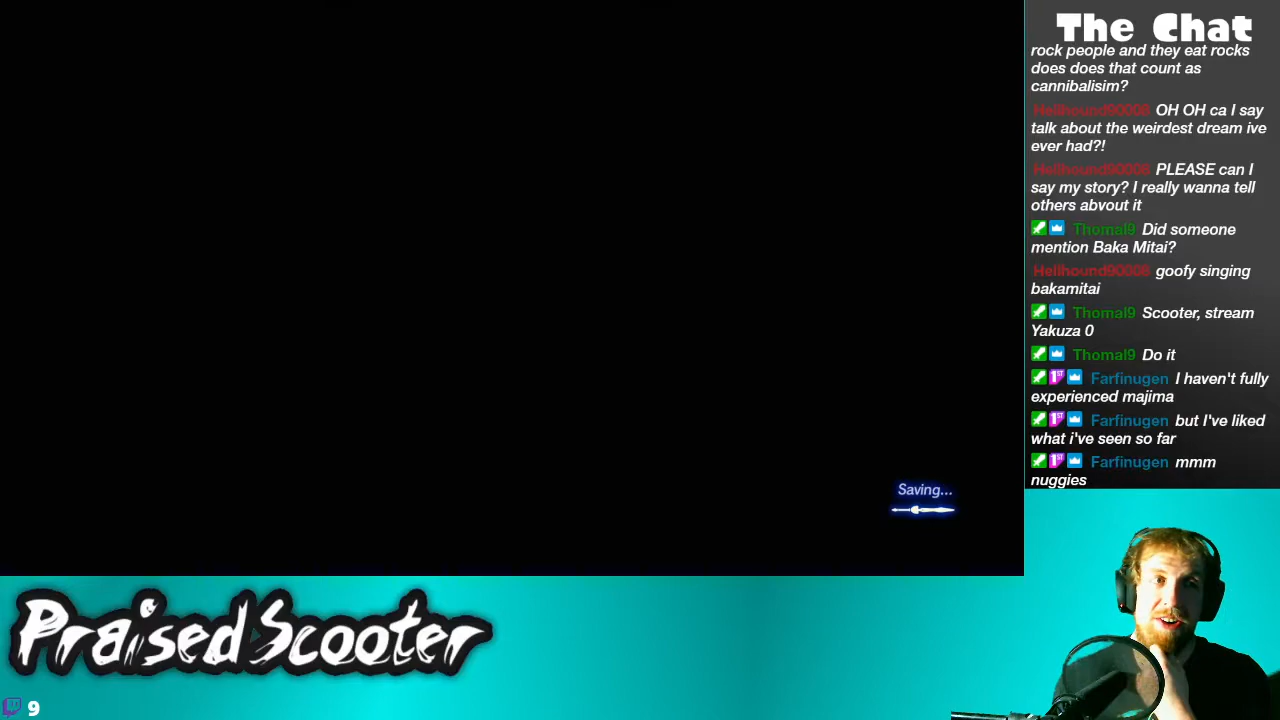 The Chat
rock people and they eat rocks
does does that count as
cannibalisim?
Hellhound90008 OH OH ca I say
talk about the weirdest dream ive
ever had?!
Hellhound90008 PLEASE can I
say my story? I really wanna tell
others abvout it
Thomal9 Did someone
mention Baka Mitai?
Hellhound90008 goofy singing
bakamitai
Thomal9 Scooter, stream
Yakuza 0
Thomal9 Do it
1ST Farfinugen I haven't fully
experienced majima
1ST Farfinugen but I've liked
what i've seen so far
1ST Farfinugen mmm
nuggies
Saving...
PraisedScooter
9